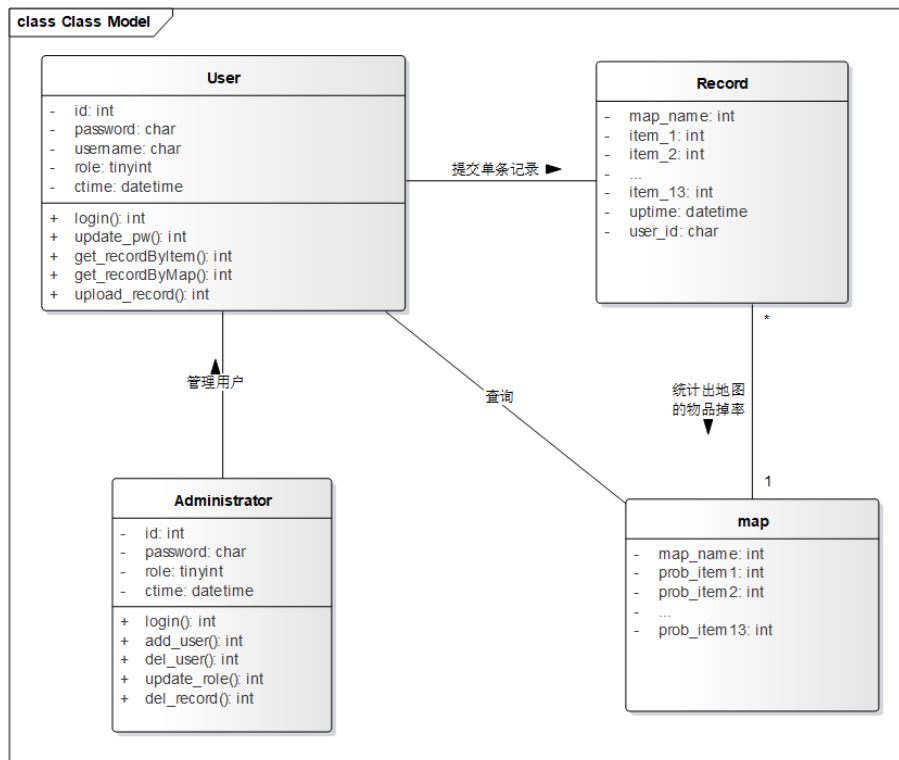 class Class Model
User
- id: int
- password: char
- username: char
- role: tinyint
- ctime: datetime
+ login(): int
+ update_pw(): int
+ get_recordByItem(): int
+ get_recordByMap(): int
+ upload_record(): int
提交单条记录
Record
- map_name: int
- item_1: int
- item_2: int
- ...
- item_13: int
- uptime: datetime
- user_id: char
管理用户
查询
*
统计出地图
的物品掉率
1
Administrator
- id: int
- password: char
- role: tinyint
- ctime: datetime
+ login(): int
+ add_user(): int
+ del_user(): int
+ update_role(): int
+ del_record(): int
map
- map_name: int
- prob_item1: int
- prob_item2: int
- ...
- prob_item13: int